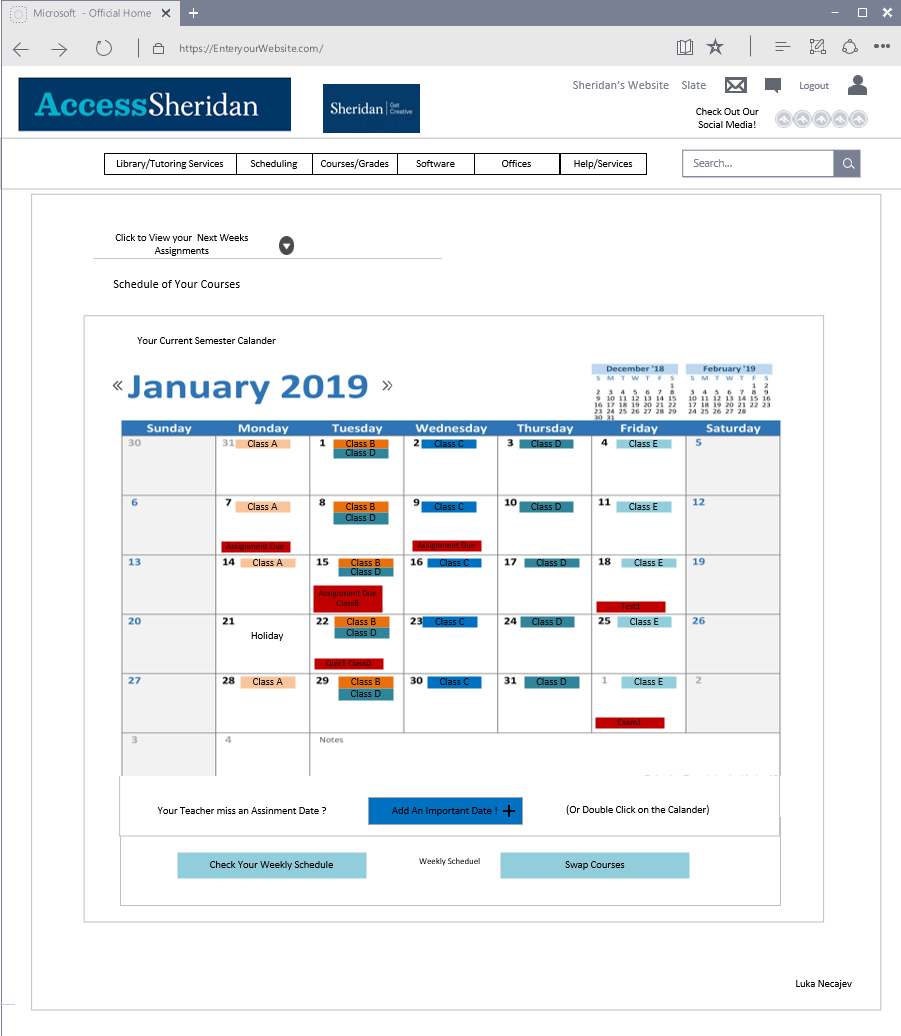 Microsoft - Official Home
https://EnteryourWebsite.com/
AccessSheridan
Sheridan | Get Creative
Sheridan's Website Slate Logout
Check Out Our
Social Media!
Library/Tutoring Services Scheduling Courses/Grades Software Offices Help/Services Search...
Click to View your Next Weeks
Assignments
Schedule of Your Courses
Your Current Semester Calander
« January 2019 »
December '18 February '19
S M T W T F S S M T W T F S
1 1 2
2 3 4 5 6 7 8 3 4 5 6 7 8 9
9 10 11 12 13 14 15 10 11 12 13 14 15 16
16 17 18 19 20 21 22 17 18 19 20 21 22 23
23 24 25 26 27 28 29 24 25 26 27 28
30 31
Sunday Monday Tuesday Wednesday Thursday Friday Saturday
30 31 Class A 1 Class B 2 Class C 3 Class D 4 Class E 5
Class D
6 7 Class A 8 Class B 9 Class C 10 Class D 11 Class E 12
Class D
Assignment Due Assignment Due
13 14 Class A 15 Class B 16 Class C 17 Class D 18 Class E 19
Class D
Assignment Due
ClassB
Test1
20 21 22 Class B 23 Class C 24 Class D 25 Class E 26
Holiday Class D
Quiz1 ClassD
27 28 Class A 29 Class B 30 Class C 31 Class D 1 Class E 2
Class D
Exam1
3 4 Notes
Your Teacher miss an Assinment Date ? Add An Important Date ! + (Or Double Click on the Calander)
Check Your Weekly Schedule Weekly Scheduel Swap Courses
Luka Necajev